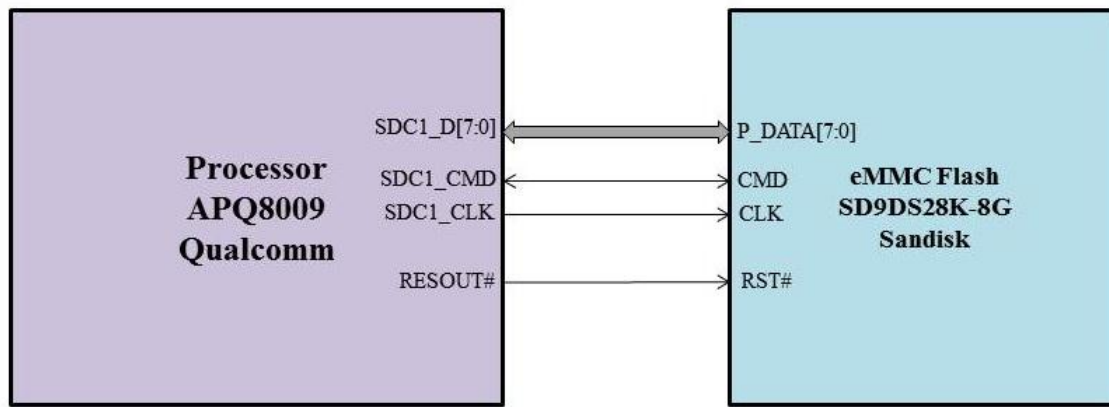 SDC1_D[7:0]
P_DATA[7:0]
Processor
APQ8009
Qualcomm
SDC1_CMD
SDC1_CLK
CMD
CLK
eMMC Flash
SD9DS28K-8G
Sandisk
RESOUT#
RST#